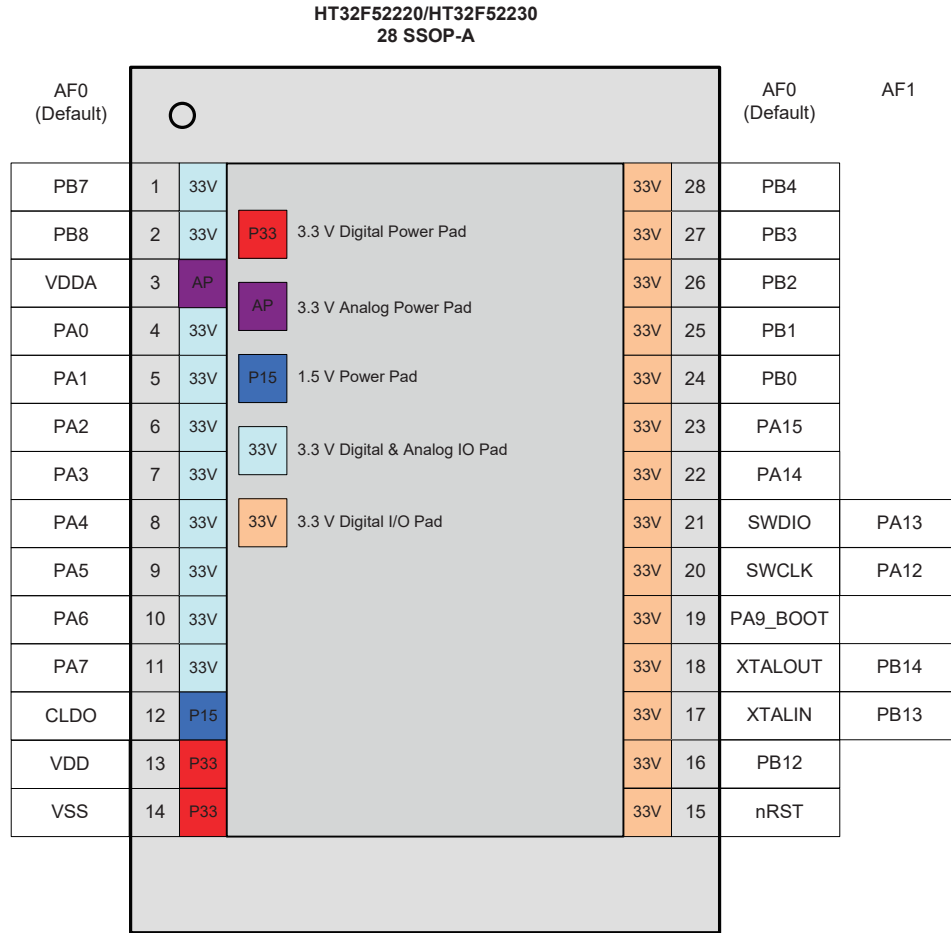 HT32F52220/HT32F52230
28 SSOP-A
AF0
(Default)
AF0
(Default)
AF1
PB7 1 33V 33V 28 PB4
PB8 2 33V P33 3.3 V Digital Power Pad 33V 27 PB3
VDDA 3 AP 33V 26 PB2
AP 3.3 V Analog Power Pad
PA0 4 33V 33V 25 PB1
PA1 5 33V P15 1.5 V Power Pad 33V 24 PB0
PA2 6 33V 33V 23 PA15
33V 3.3 V Digital & Analog IO Pad
PA3 7 33V 33V 22 PA14
PA4 8 33V 33V 3.3 V Digital I/O Pad 33V 21 SWDIO PA13
PA5 9 33V 33V 20 SWCLK PA12
PA6 10 33V 33V 19 PA9_BOOT
PA7 11 33V 33V 18 XTALOUT PB14
CLDO 12 P15 33V 17 XTALIN PB13
VDD 13 P33 33V 16 PB12
VSS 14 P33 33V 15 nRST